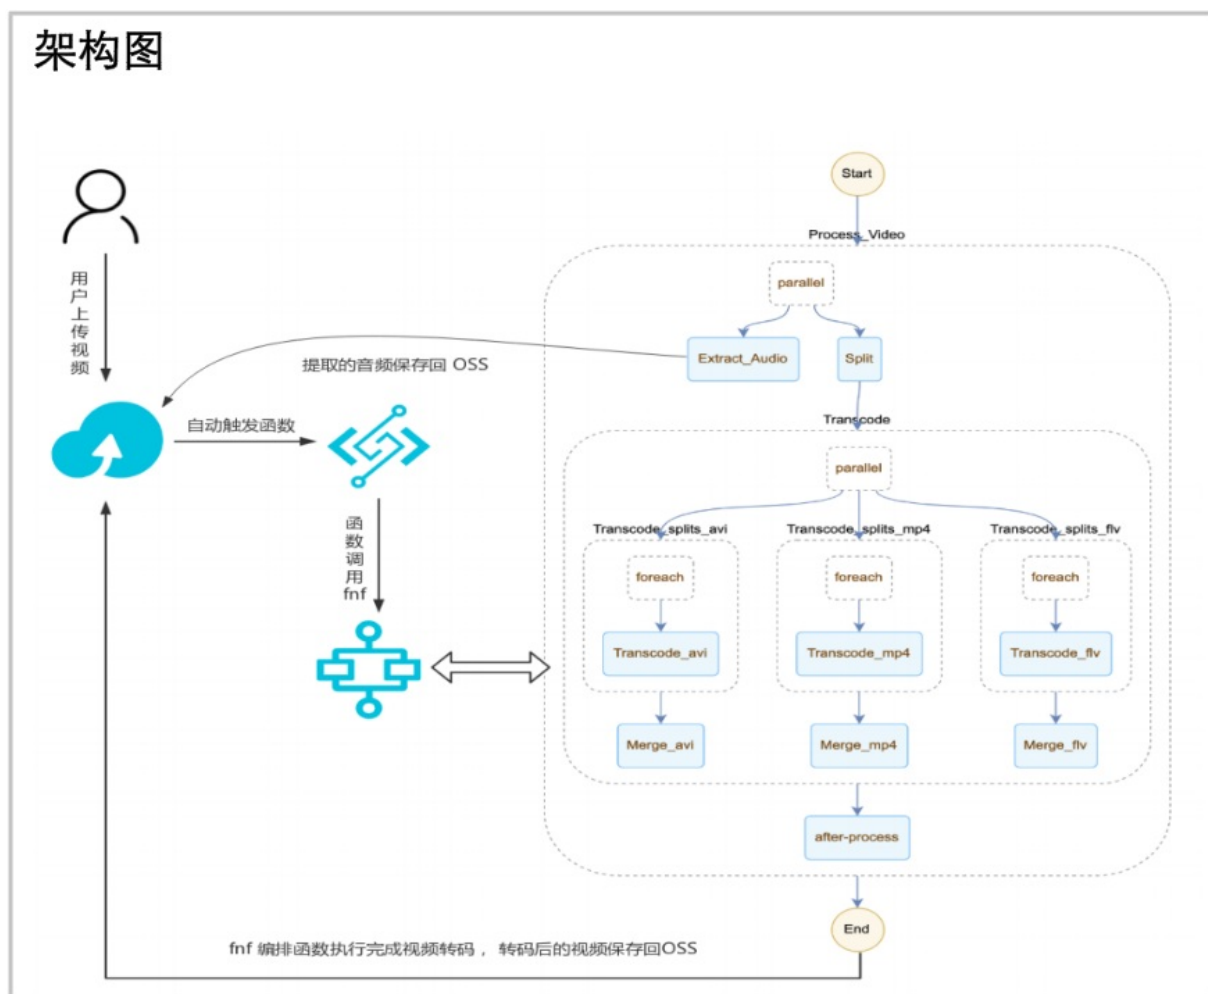 架构图
Start
Process_Video
parallel
用户上传视频
Extract_Audio
Split
提取的音频保存回 OSS
自动触发函数
Transcode
parallel
函数调用fnf
Transcode_splits_avi
Transcode_splits_mp4
Transcode_splits_flv
foreach
foreach
foreach
Transcode_avi
Transcode_mp4
Transcode_flv
Merge_avi
Merge_mp4
Merge_flv
after-process
End
fnf 编排函数执行完成视频转码， 转码后的视频保存回OSS